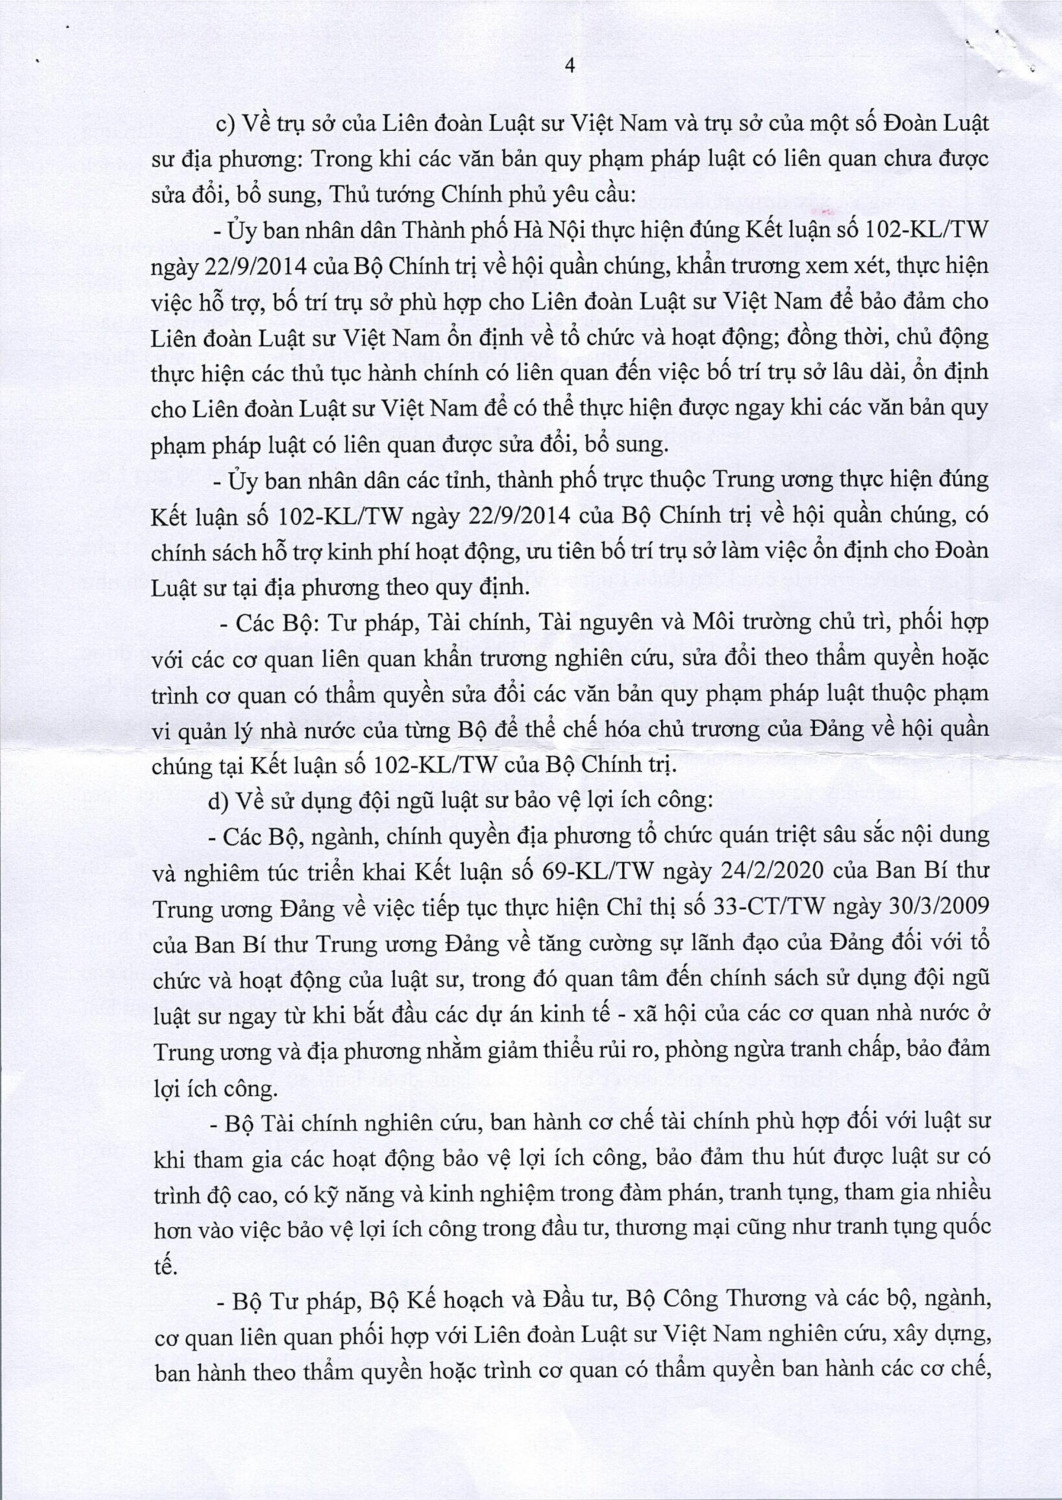 4
c) Về trụ sở của Liên đoàn Luật sư Việt Nam và trụ sở của một số Đoàn Luật
sư địa phương: Trong khi các văn bản quy phạm pháp luật có liên quan chưa được
sửa đổi, bổ sung, Thủ tướng Chính phủ yêu cầu:
- Ủy ban nhân dân Thành phố Hà Nội thực hiện đúng Kết luận số 102-KL/TW
ngày 22/9/2014 của Bộ Chính trị về hội quần chúng, khẩn trương xem xét, thực hiện
việc hỗ trợ, bố trí trụ sở phù hợp cho Liên đoàn Luật sư Việt Nam để bảo đảm cho
Liên đoàn Luật sư Việt Nam ổn định về tổ chức và hoạt động; đồng thời, chủ động
thực hiện các thủ tục hành chính có liên quan đến việc bố trí trụ sở lâu dài, ổn định
cho Liên đoàn Luật sư Việt Nam để có thể thực hiện được ngay khi các văn bản quy
phạm pháp luật có liên quan được sửa đổi, bổ sung.
- Ủy ban nhân dân các tỉnh, thành phố trực thuộc Trung ương thực hiện đúng
Kết luận số 102-KL/TW ngày 22/9/2014 của Bộ Chính trị về hội quần chúng, có
chính sách hỗ trợ kinh phí hoạt động, ưu tiên bố trí trụ sở làm việc ổn định cho Đoàn
Luật sư tại địa phương theo quy định.
- Các Bộ: Tư pháp, Tài chính, Tài nguyên và Môi trường chủ trì, phối hợp
với các cơ quan liên quan khẩn trương nghiên cứu, sửa đổi theo thẩm quyền hoặc
trình cơ quan có thẩm quyền sửa đổi các văn bản quy phạm pháp luật thuộc phạm
vi quản lý nhà nước của từng Bộ để thể chế hóa chủ trương của Đảng về hội quần
chúng tại Kết luận số 102-KL/TW của Bộ Chính trị.
d) Về sử dụng đội ngũ luật sư bảo vệ lợi ích công:
- Các Bộ, ngành, chính quyền địa phương tổ chức quán triệt sâu sắc nội dung
và nghiêm túc triển khai Kết luận số 69-KL/TW ngày 24/2/2020 của Ban Bí thư
Trung ương Đảng về việc tiếp tục thực hiện Chỉ thị số 33-CT/TW ngày 30/3/2009
của Ban Bí thư Trung ương Đảng về tăng cường sự lãnh đạo của Đảng đối với tổ
chức và hoạt động của luật sư, trong đó quan tâm đến chính sách sử dụng đội ngũ
luật sư ngay từ khi bắt đầu các dự án kinh tế - xã hội của các cơ quan nhà nước ở
Trung ương và địa phương nhằm giảm thiểu rủi ro, phòng ngừa tranh chấp, bảo đảm
lợi ích công.
- Bộ Tài chính nghiên cứu, ban hành cơ chế tài chính phù hợp đối với luật sư
khi tham gia các hoạt động bảo vệ lợi ích công, bảo đảm thu hút được luật sư có
trình độ cao, có kỹ năng và kinh nghiệm trong đàm phán, tranh tụng, tham gia nhiều
hơn vào việc bảo vệ lợi ích công trong đầu tư, thương mại cũng như tranh tụng quốc
tế.
- Bộ Tư pháp, Bộ Kế hoạch và Đầu tư, Bộ Công Thương và các bộ, ngành,
cơ quan liên quan phối hợp với Liên đoàn Luật sư Việt Nam nghiên cứu, xây dựng,
ban hành theo thẩm quyền hoặc trình cơ quan có thẩm quyền ban hành các cơ chế,